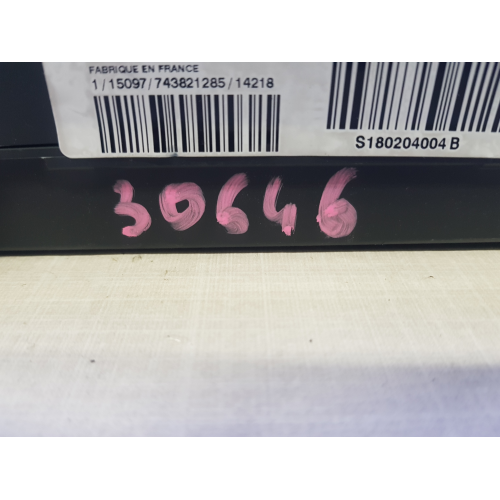 FABRIQUE EN FRANCE
1/15097/743821285/14218
S180204004 B
30646